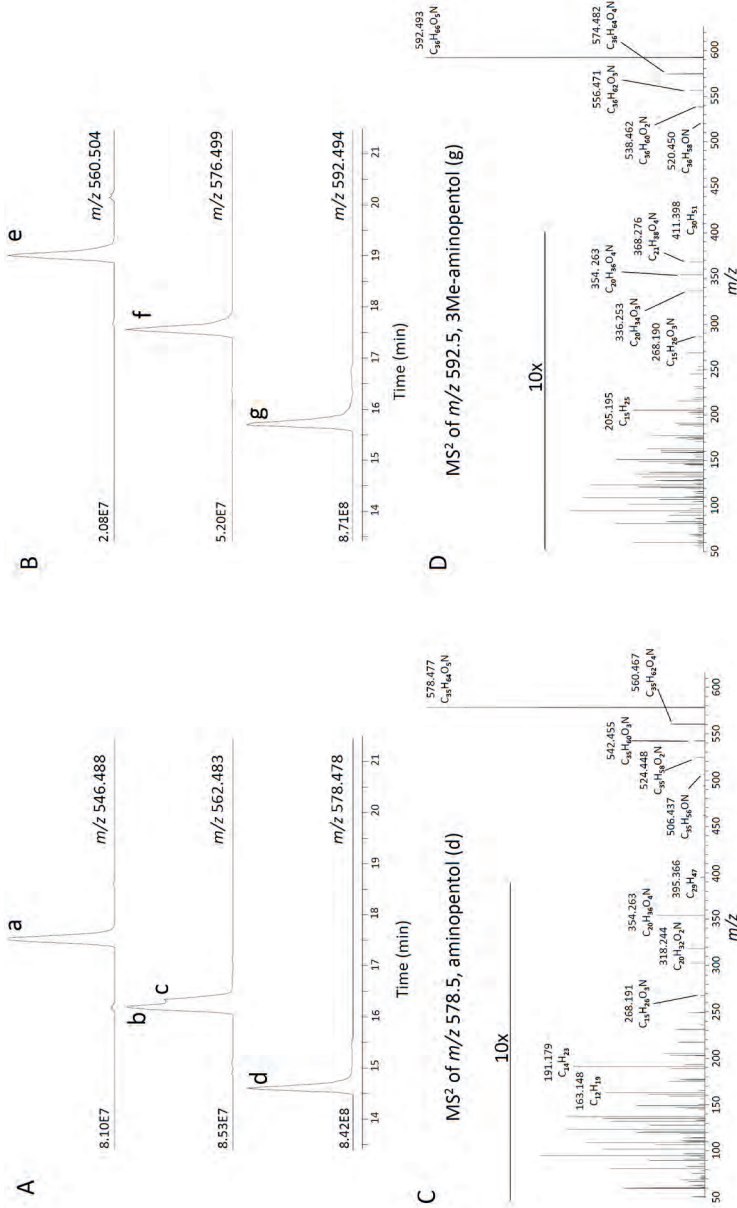 A
8.10E7
a
m/z 546.488
8.53E7
b
c
m/z 562.483
8.42E8
d
m/z 578.478
14 15 16 17 18 19 20 21
Time (min)
B
2.08E7
e
m/z 560.504
5.20E7
f
m/z 576.499
8.71E8
g
m/z 592.494
14 15 16 17 18 19 20 21
Time (min)
C
MS² of m/z 578.5, aminopentol (d)
10x
163.148
C₁₂H₁₉
191.179
C₁₄H₂₃
268.191
C₁₅H₂₆O₃N
318.244
C₂₀H₃₂O₂N
354.263
C₂₀H₃₆O₄N
395.366
C₂₉H₄₇
506.437
C₃₅H₅₆ON
524.448
C₃₅H₅₈O₂N
542.455
C₃₅H₆₀O₃N
560.467
C₃₅H₆₂O₄N
578.477
C₃₅H₆₄O₅N
50 100 150 200 250 300 350 400 450 500 550 600
m/z
D
MS² of m/z 592.5, 3Me-aminopentol (g)
10x
205.195
C₁₅H₂₅
268.190
C₁₅H₂₆O₃N
336.253
C₂₀H₃₄O₃N
354.263
C₂₀H₃₆O₄N
368.276
C₂₁H₃₈O₄N
411.398
C₃₀H₅₁
520.450
C₃₆H₅₈ON
538.462
C₃₆H₆₀O₂N
556.471
C₃₆H₆₂O₃N
574.482
C₃₆H₆₄O₄N
592.493
C₃₆H₆₆O₅N
50 100 150 200 250 300 350 400 450 500 550 600
m/z